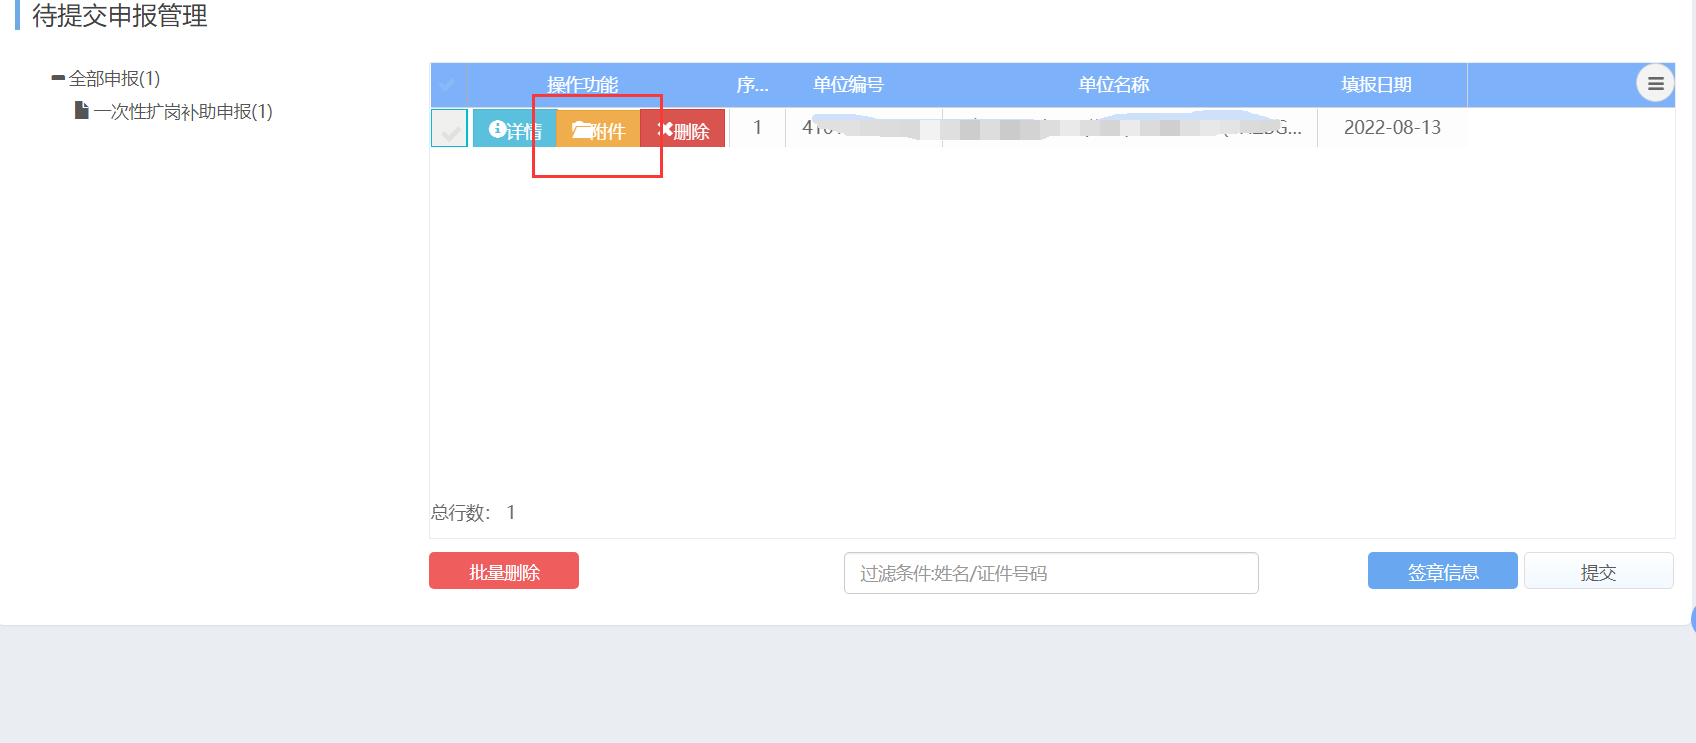 待提交申报管理
全部申报(1)
一次性扩岗补助申报(1)
操作功能 序... 单位编号 单位名称 填报日期
详情 附件 删除 1 2022-08-13
总行数： 1
批量删除 过滤条件:姓名/证件号码 签章信息 提交